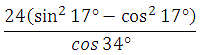 24(sin² 17° − cos² 17°)
cos 34°